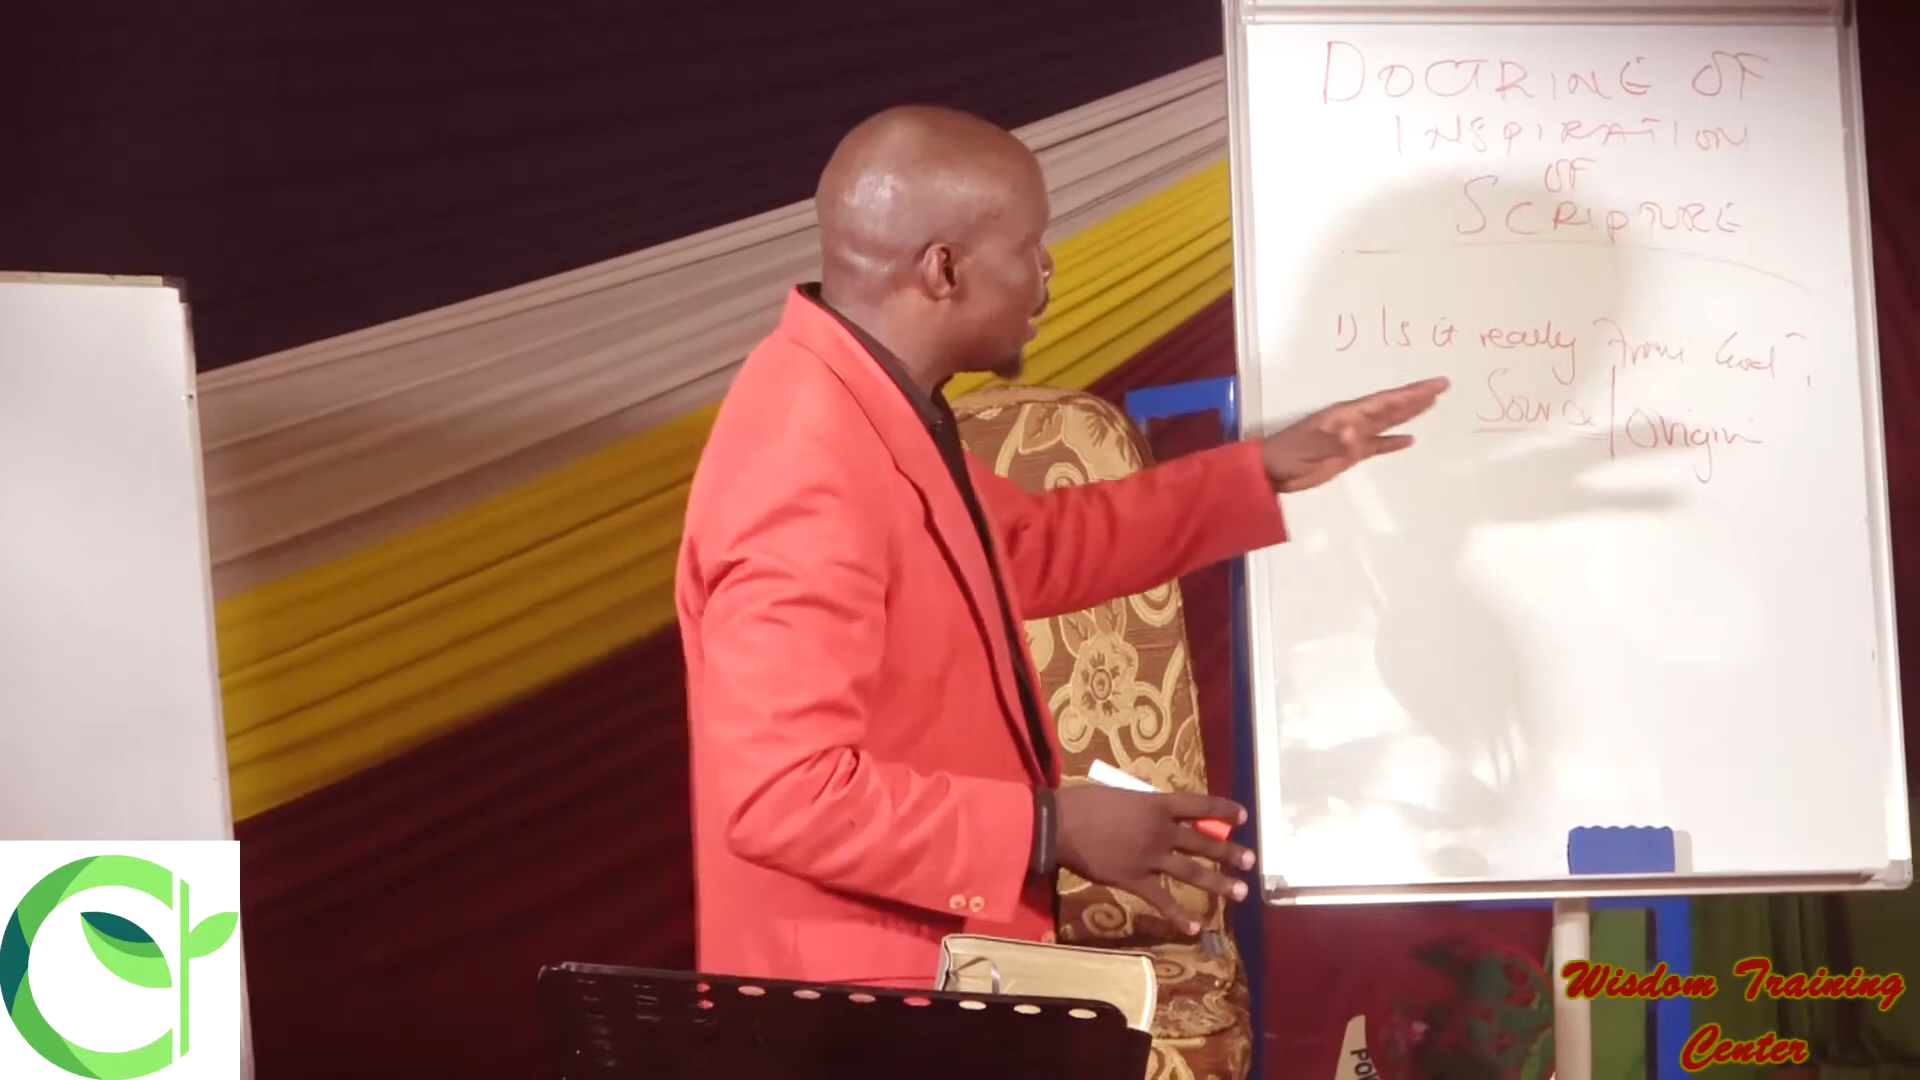 DOCTRINE OF
INSPIRATION
OF
SCRIPTURE
1) Is it really from God?
Source / Origin
Wisdom Training
Center